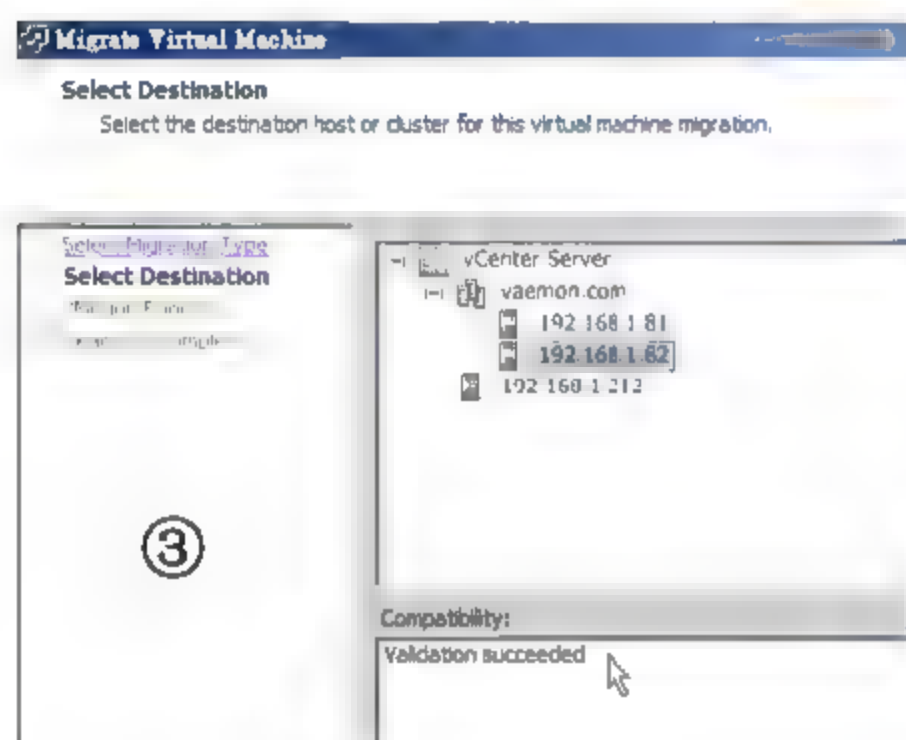 Migrate Virtual Machine
Select Destination
Select the destination host or cluster for this virtual machine migration.
Select Migration Type
Select Destination
vCenter Server
vaemon.com
192.168.1.81
192.168.1.82
192.168.1.212
③
Compatibility:
Validation succeeded